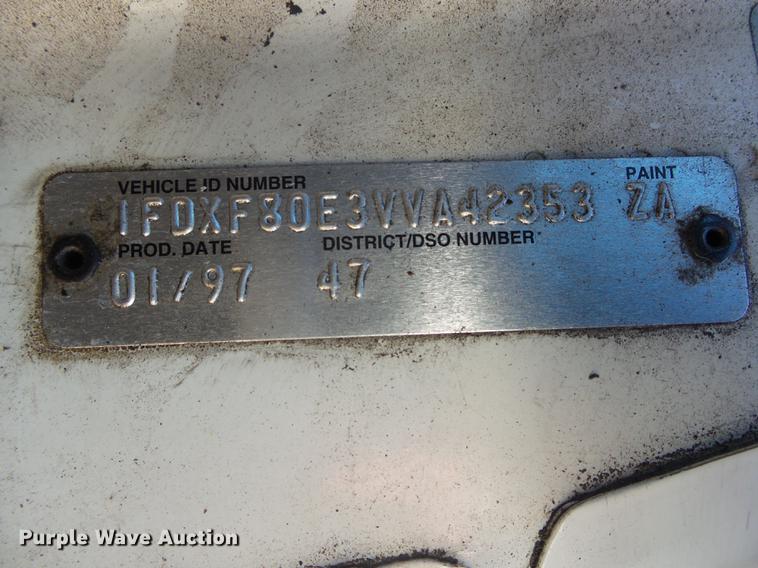 VEHICLE ID NUMBER PAINT
1FDXF80E3VVA42353 ZA
PROD. DATE DISTRICT/DSO NUMBER
01/97 47
Purple Wave Auction